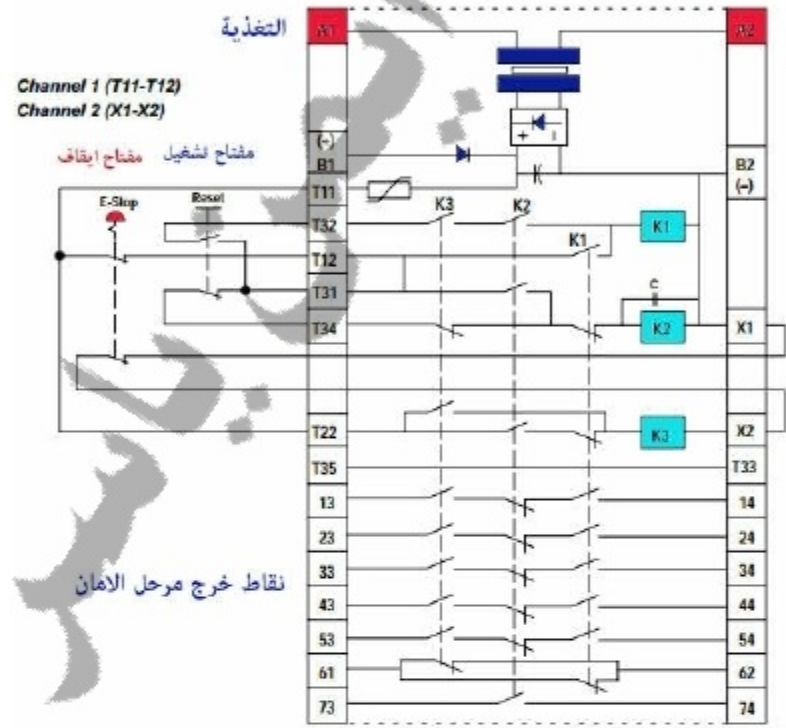 التغذية
A1
A2
Channel 1 (T11-T12)
Channel 2 (X1-X2)
مفتاح ايقاف
مفتاح تشغيل
E-Stop
Reset
+
(-)
B1
B2
(-)
T11
T32
K3
K2
K1
K1
T12
T31
C
T34
K2
X1
T22
K3
X2
T35
T33
13
14
23
24
33
34
نقاط خرج مرحل الامان
43
44
53
54
61
62
73
74